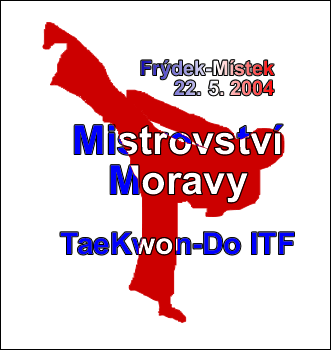 Frýdek-Místek
22. 5. 2004
Mistrovství
Moravy
TaeKwon-Do ITF